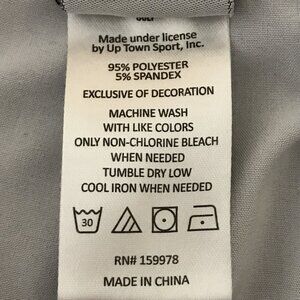 GOLF
Made under license
by Up Town Sport, Inc.
95% POLYESTER
5% SPANDEX
EXCLUSIVE OF DECORATION
MACHINE WASH
WITH LIKE COLORS
ONLY NON-CHLORINE BLEACH
WHEN NEEDED
TUMBLE DRY LOW
COOL IRON WHEN NEEDED
30
RN# 159978
MADE IN CHINA